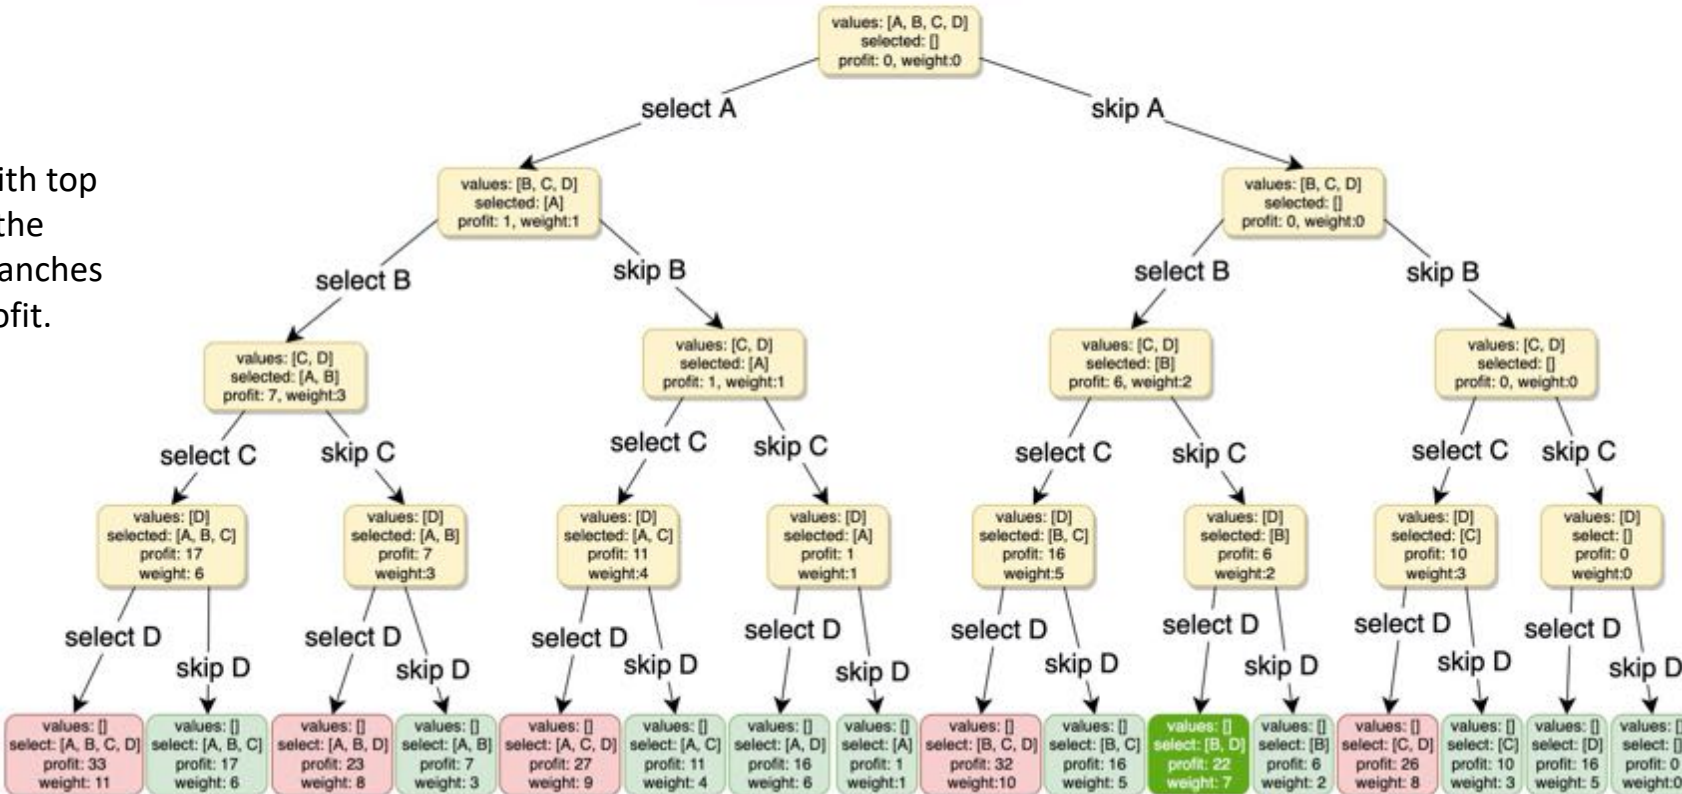 values: [A, B, C, D]
selected: []
profit: 0, weight:0
select A
skip A
ith top
the
anches
ofit.
values: [B, C, D]
selected: [A]
profit: 1, weight:1
values: [B, C, D]
selected: []
profit: 0, weight:0
select B
skip B
select B
skip B
values: [C, D]
selected: [A, B]
profit: 7, weight:3
values: [C, D]
selected: [A]
profit: 1, weight:1
values: [C, D]
selected: [B]
profit: 6, weight:2
values: [C, D]
selected: []
profit: 0, weight:0
select C
skip C
select C
skip C
select C
skip C
select C
skip C
values: [D]
selected: [A, B, C]
profit: 17
weight: 6
values: [D]
selected: [A, B]
profit: 7
weight:3
values: [D]
selected: [A, C]
profit: 11
weight:4
values: [D]
selected: [A]
profit: 1
weight:1
values: [D]
selected: [B, C]
profit: 16
weight:5
values: [D]
selected: [B]
profit: 6
weight:2
values: [D]
selected: [C]
profit: 10
weight:3
values: [D]
select: []
profit: 0
weight:0
select D
skip D
select D
skip D
select D
skip D
select D
skip D
select D
skip D
select D
skip D
select D
skip D
select D
skip D
values: []
select: [A, B, C, D]
profit: 33
weight: 11
values: []
select: [A, B, C]
profit: 17
weight: 6
values: []
select: [A, B, D]
profit: 23
weight: 8
values: []
select: [A, B]
profit: 7
weight: 3
values: []
select: [A, C, D]
profit: 27
weight: 9
values: []
select: [A, C]
profit: 11
weight: 4
values: []
select: [A, D]
profit: 16
weight: 6
values: []
select: [A]
profit: 1
weight:1
values: []
select: [B, C, D]
profit: 32
weight:10
values: []
select: [B, C]
profit: 16
weight: 5
values: []
select: [B, D]
profit: 22
weight: 7
values: []
select: [B]
profit: 6
weight: 2
values: []
select: [C, D]
profit: 26
weight: 8
values: []
select: [C]
profit: 10
weight: 3
values: []
select: [D]
profit: 16
weight: 5
values: []
select: []
profit: 0
weight:0